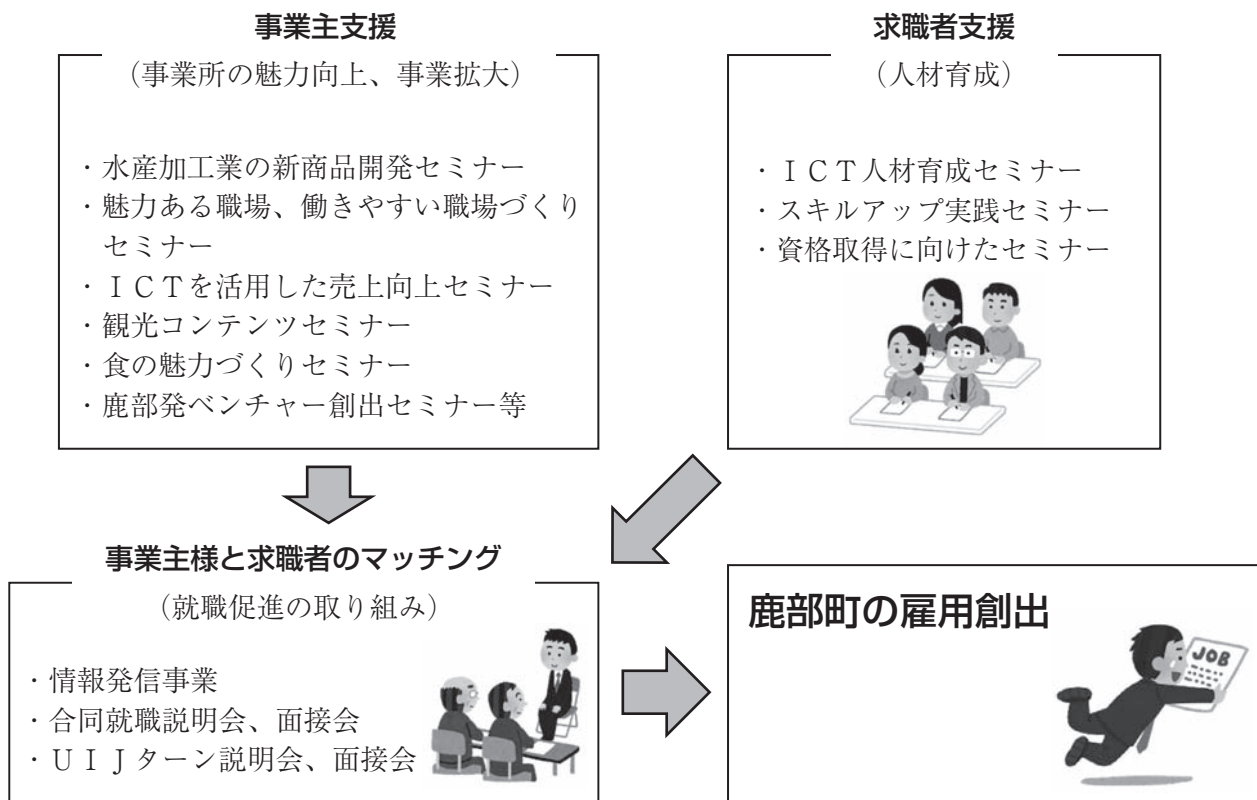 事業主支援
（事業所の魅力向上、事業拡大）
・水産加工業の新商品開発セミナー
・魅力ある職場、働きやすい職場づくり
セミナー
・ＩＣＴを活用した売上向上セミナー
・観光コンテンツセミナー
・食の魅力づくりセミナー
・鹿部発ベンチャー創出セミナー等
求職者支援
（人材育成）
・ＩＣＴ人材育成セミナー
・スキルアップ実践セミナー
・資格取得に向けたセミナー
事業主様と求職者のマッチング
（就職促進の取り組み）
・情報発信事業
・合同就職説明会、面接会
・ＵＩＪターン説明会、面接会
鹿部町の雇用創出
JOB